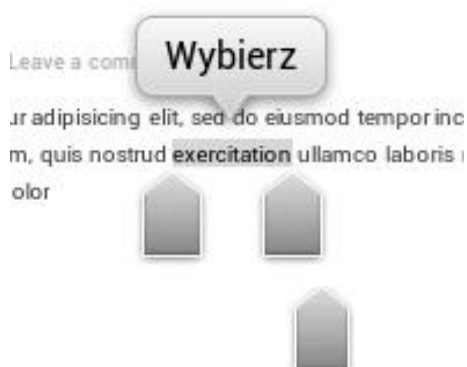 Leave a com
Wybierz
ur adipisicing elit, sed do eiusmod tempor inc
m, quis nostrud exercitation ullamco laboris
olor